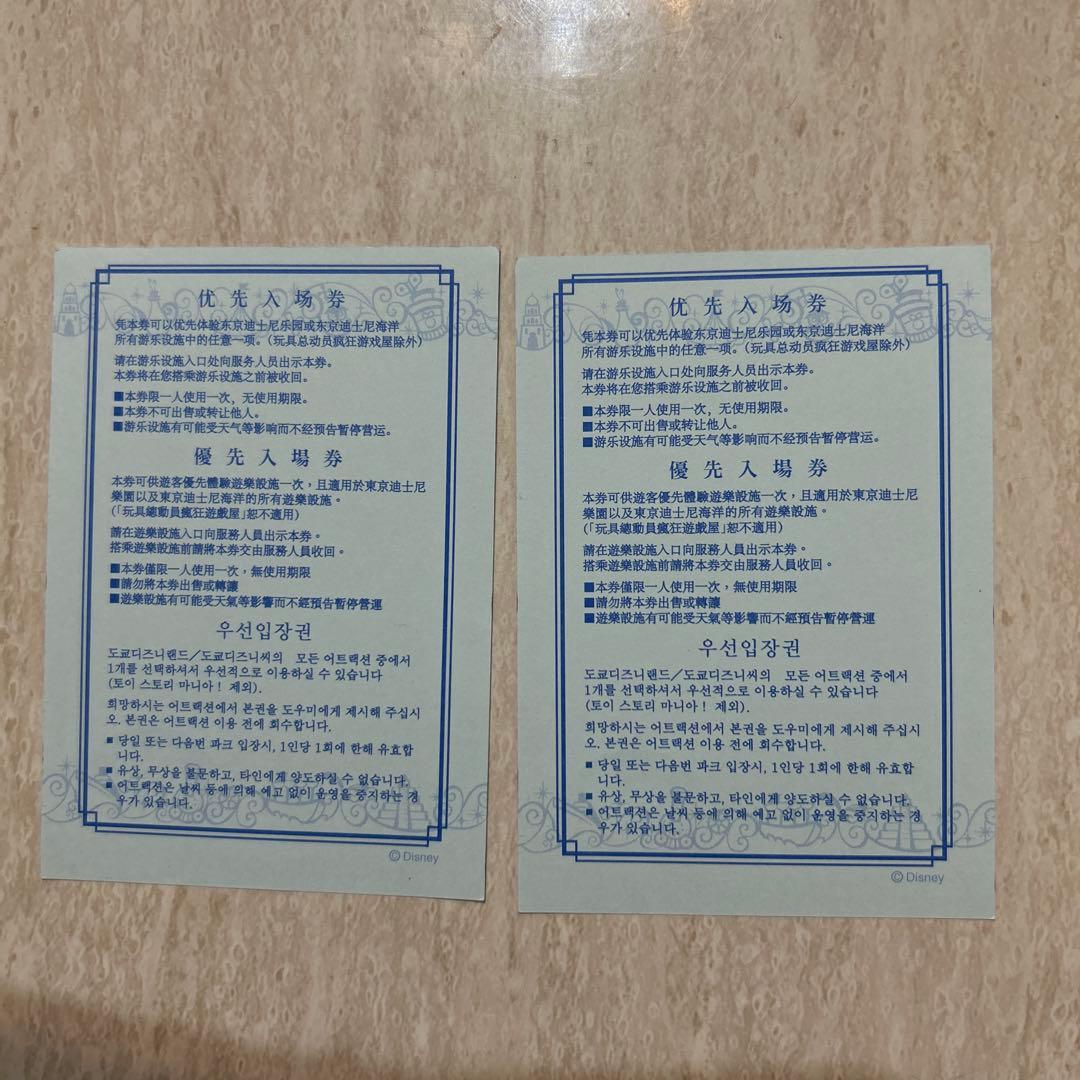 优先入场券
凭本券可以优先体验东京迪士尼乐园或东京迪士尼海洋
所有游乐设施中的任意一项。（玩具总动员疯狂游戏屋除外）
请在游乐设施入口处向服务人员出示本券。
本券将在您搭乘游乐设施之前被收回。
■本券限一人使用一次，无使用期限。
■本券不可出售或转让他人。
■游乐设施有可能受天气等影响而不经预告暂停营运。
優先入場券
本券可供遊客優先體驗遊樂設施一次，且適用於東京迪士尼
樂園以及東京迪士尼海洋的所有遊樂設施。
（「玩具總動員瘋狂遊戲屋」恕不適用）
請在遊樂設施入口向服務人員出示本券。
搭乘遊樂設施前請將本券交由服務人員收回。
■本券僅限一人使用一次，無使用期限
■請勿將本券出售或轉讓
■遊樂設施有可能受天氣等影響而不經預告暫停營運
우선입장권
도쿄디즈니랜드／도쿄디즈니씨의 모든 어트랙션 중에서
1개를 선택하셔서 우선적으로 이용하실 수 있습니다
(토이 스토리 마니아！ 제외).
희망하시는 어트랙션에서 본권을 도우미에게 제시해 주십시
오. 본권은 어트랙션 이용 전에 회수합니다.
■ 당일 또는 다음번 파크 입장시, 1인당 1회에 한해 유효합
니다.
■ 유상, 무상을 불문하고, 타인에게 양도하실 수 없습니다.
■ 어트랙션은 날씨 등에 의해 예고 없이 운영을 중지하는 경
우가 있습니다.
© Disney
优先入场券
凭本券可以优先体验东京迪士尼乐园或东京迪士尼海洋
所有游乐设施中的任意一项。（玩具总动员疯狂游戏屋除外）
请在游乐设施入口处向服务人员出示本券。
本券将在您搭乘游乐设施之前被收回。
■本券限一人使用一次，无使用期限。
■本券不可出售或转让他人。
■游乐设施有可能受天气等影响而不经预告暂停营运。
優先入場券
本券可供遊客優先體驗遊樂設施一次，且適用於東京迪士尼
樂園以及東京迪士尼海洋的所有遊樂設施。
（「玩具總動員瘋狂遊戲屋」恕不適用）
請在遊樂設施入口向服務人員出示本券。
搭乘遊樂設施前請將本券交由服務人員收回。
■本券僅限一人使用一次，無使用期限
■請勿將本券出售或轉讓
■遊樂設施有可能受天氣等影響而不經預告暫停營運
우선입장권
도쿄디즈니랜드／도쿄디즈니씨의 모든 어트랙션 중에서
1개를 선택하셔서 우선적으로 이용하실 수 있습니다
(토이 스토리 마니아！ 제외).
희망하시는 어트랙션에서 본권을 도우미에게 제시해 주십시
오. 본권은 어트랙션 이용 전에 회수합니다.
■ 당일 또는 다음번 파크 입장시, 1인당 1회에 한해 유효합
니다.
■ 유상, 무상을 불문하고, 타인에게 양도하실 수 없습니다.
■ 어트랙션은 날씨 등에 의해 예고 없이 운영을 중지하는 경
우가 있습니다.
© Disney